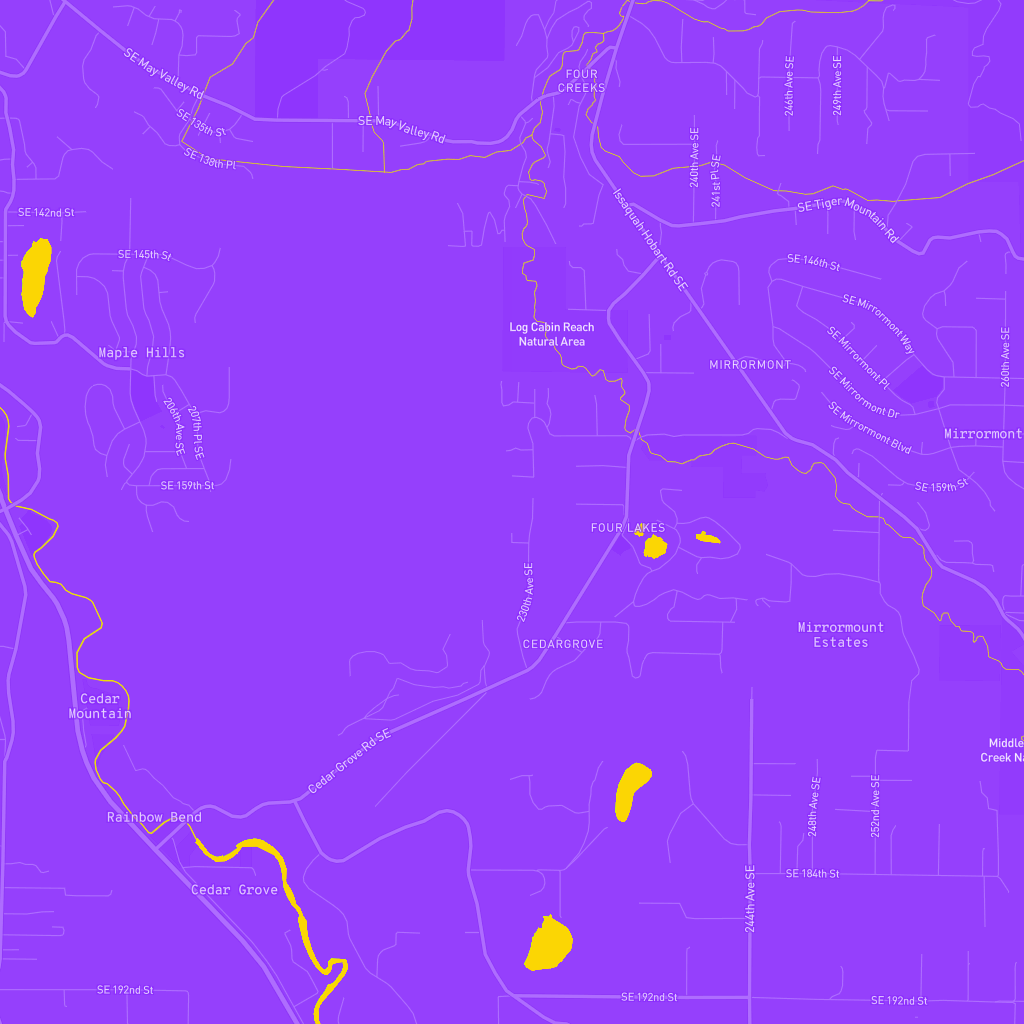 SE May Valley Rd
FOUR
CREEKS
246th Ave SE
249th Ave SE
SE 135th St
SE May Valley Rd
SE 138th Pl
240th Ave SE
241st Pl SE
SE 142nd St
Issaquah Hobart Rd SE
SE Tiger Mountain Rd
SE 145th St
SE 146th St
SE Mirrormont Way
Log Cabin Reach
Natural Area
Maple Hills
MIRRORMONT
SE Mirrormont Pl
260th Ave SE
SE Mirrormont Dr
206th Ave SE
207th Pl SE
SE Mirrormont Blvd
Mirrormont
SE 159th St
SE 159th St
FOUR LAKES
230th Ave SE
CEDARGROVE
Mirrormount
Estates
Cedar
Mountain
Cedar Grove Rd SE
Middle
Creek Na
Rainbow Bend
248th Ave SE
252nd Ave SE
Cedar Grove
SE 184th St
244th Ave SE
SE 192nd St
SE 192nd St
SE 192nd St